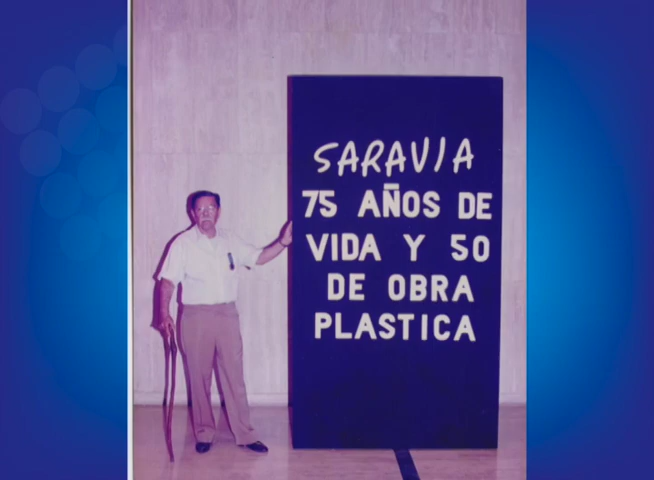 SARAVIA
75 AÑOS DE
VIDA Y 50
DE OBRA
PLASTICA